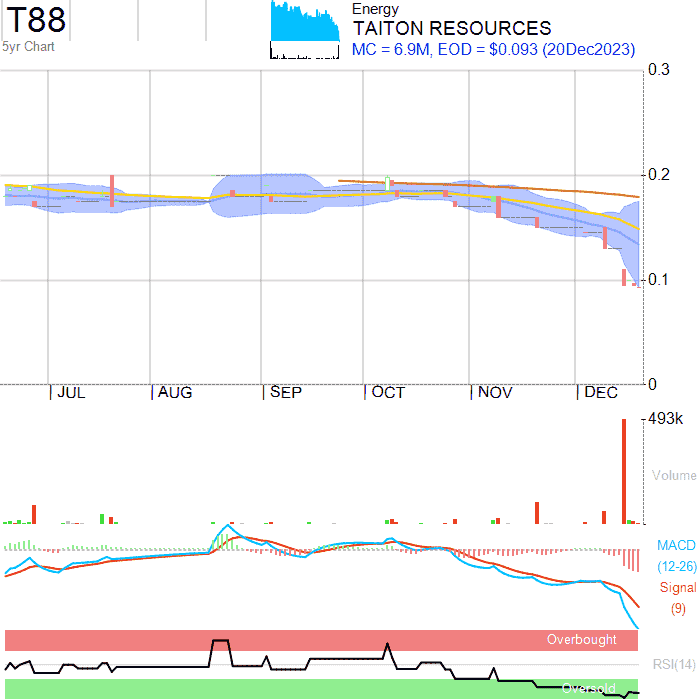 T88
5yr Chart
Energy
TAITON RESOURCES
MC = 6.9M, EOD = $0.093 (20Dec2023)
0.3
0.2
0.1
0
JUL AUG SEP OCT NOV DEC
493k
Volume
MACD
(12-26)
Signal
(9)
Overbought
RSI(14)
Oversold